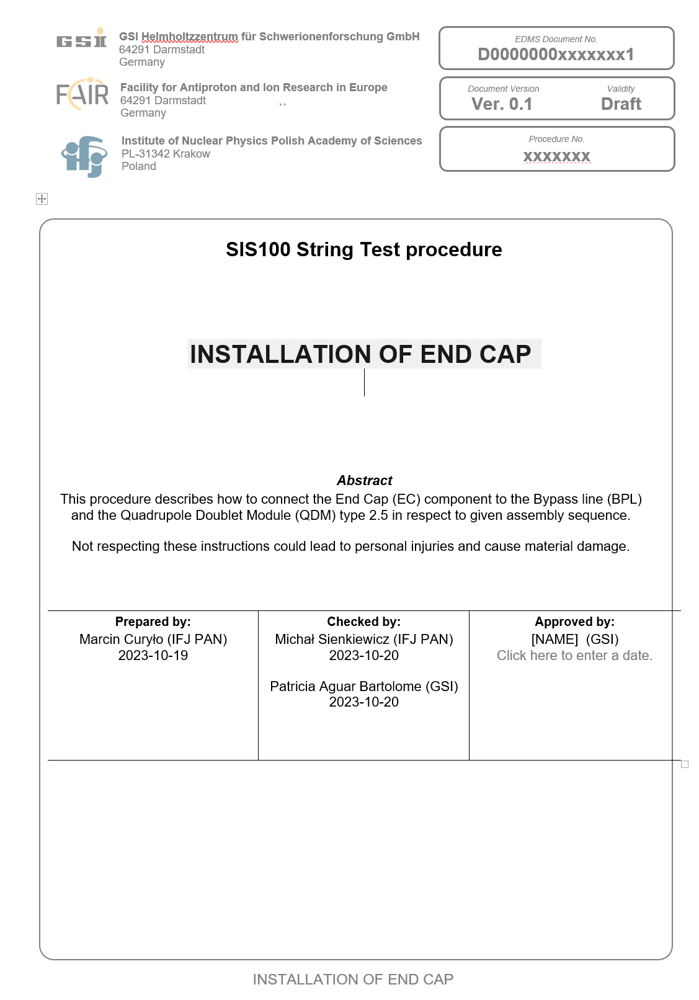 GSI
GSI Helmholtzzentrum für Schwerionenforschung GmbH
64291 Darmstadt
Germany
EDMS Document No.
D0000000xxxxxxx1
FAIR
Facility for Antiproton and Ion Research in Europe
64291 Darmstadt
``
Germany
Document Version Validity
Ver. 0.1 Draft
ifj
Institute of Nuclear Physics Polish Academy of Sciences
PL-31342 Krakow
Poland
Procedure No.
xxxxxxx
SIS100 String Test procedure
INSTALLATION OF END CAP
Abstract
This procedure describes how to connect the End Cap (EC) component to the Bypass line (BPL)
and the Quadrupole Doublet Module (QDM) type 2.5 in respect to given assembly sequence.
Not respecting these instructions could lead to personal injuries and cause material damage.
Prepared by:
Marcin Curyło (IFJ PAN)
2023-10-19
Checked by:
Michał Sienkiewicz (IFJ PAN)
2023-10-20
Patricia Aguar Bartolome (GSI)
2023-10-20
Approved by:
[NAME] (GSI)
Click here to enter a date.
INSTALLATION OF END CAP